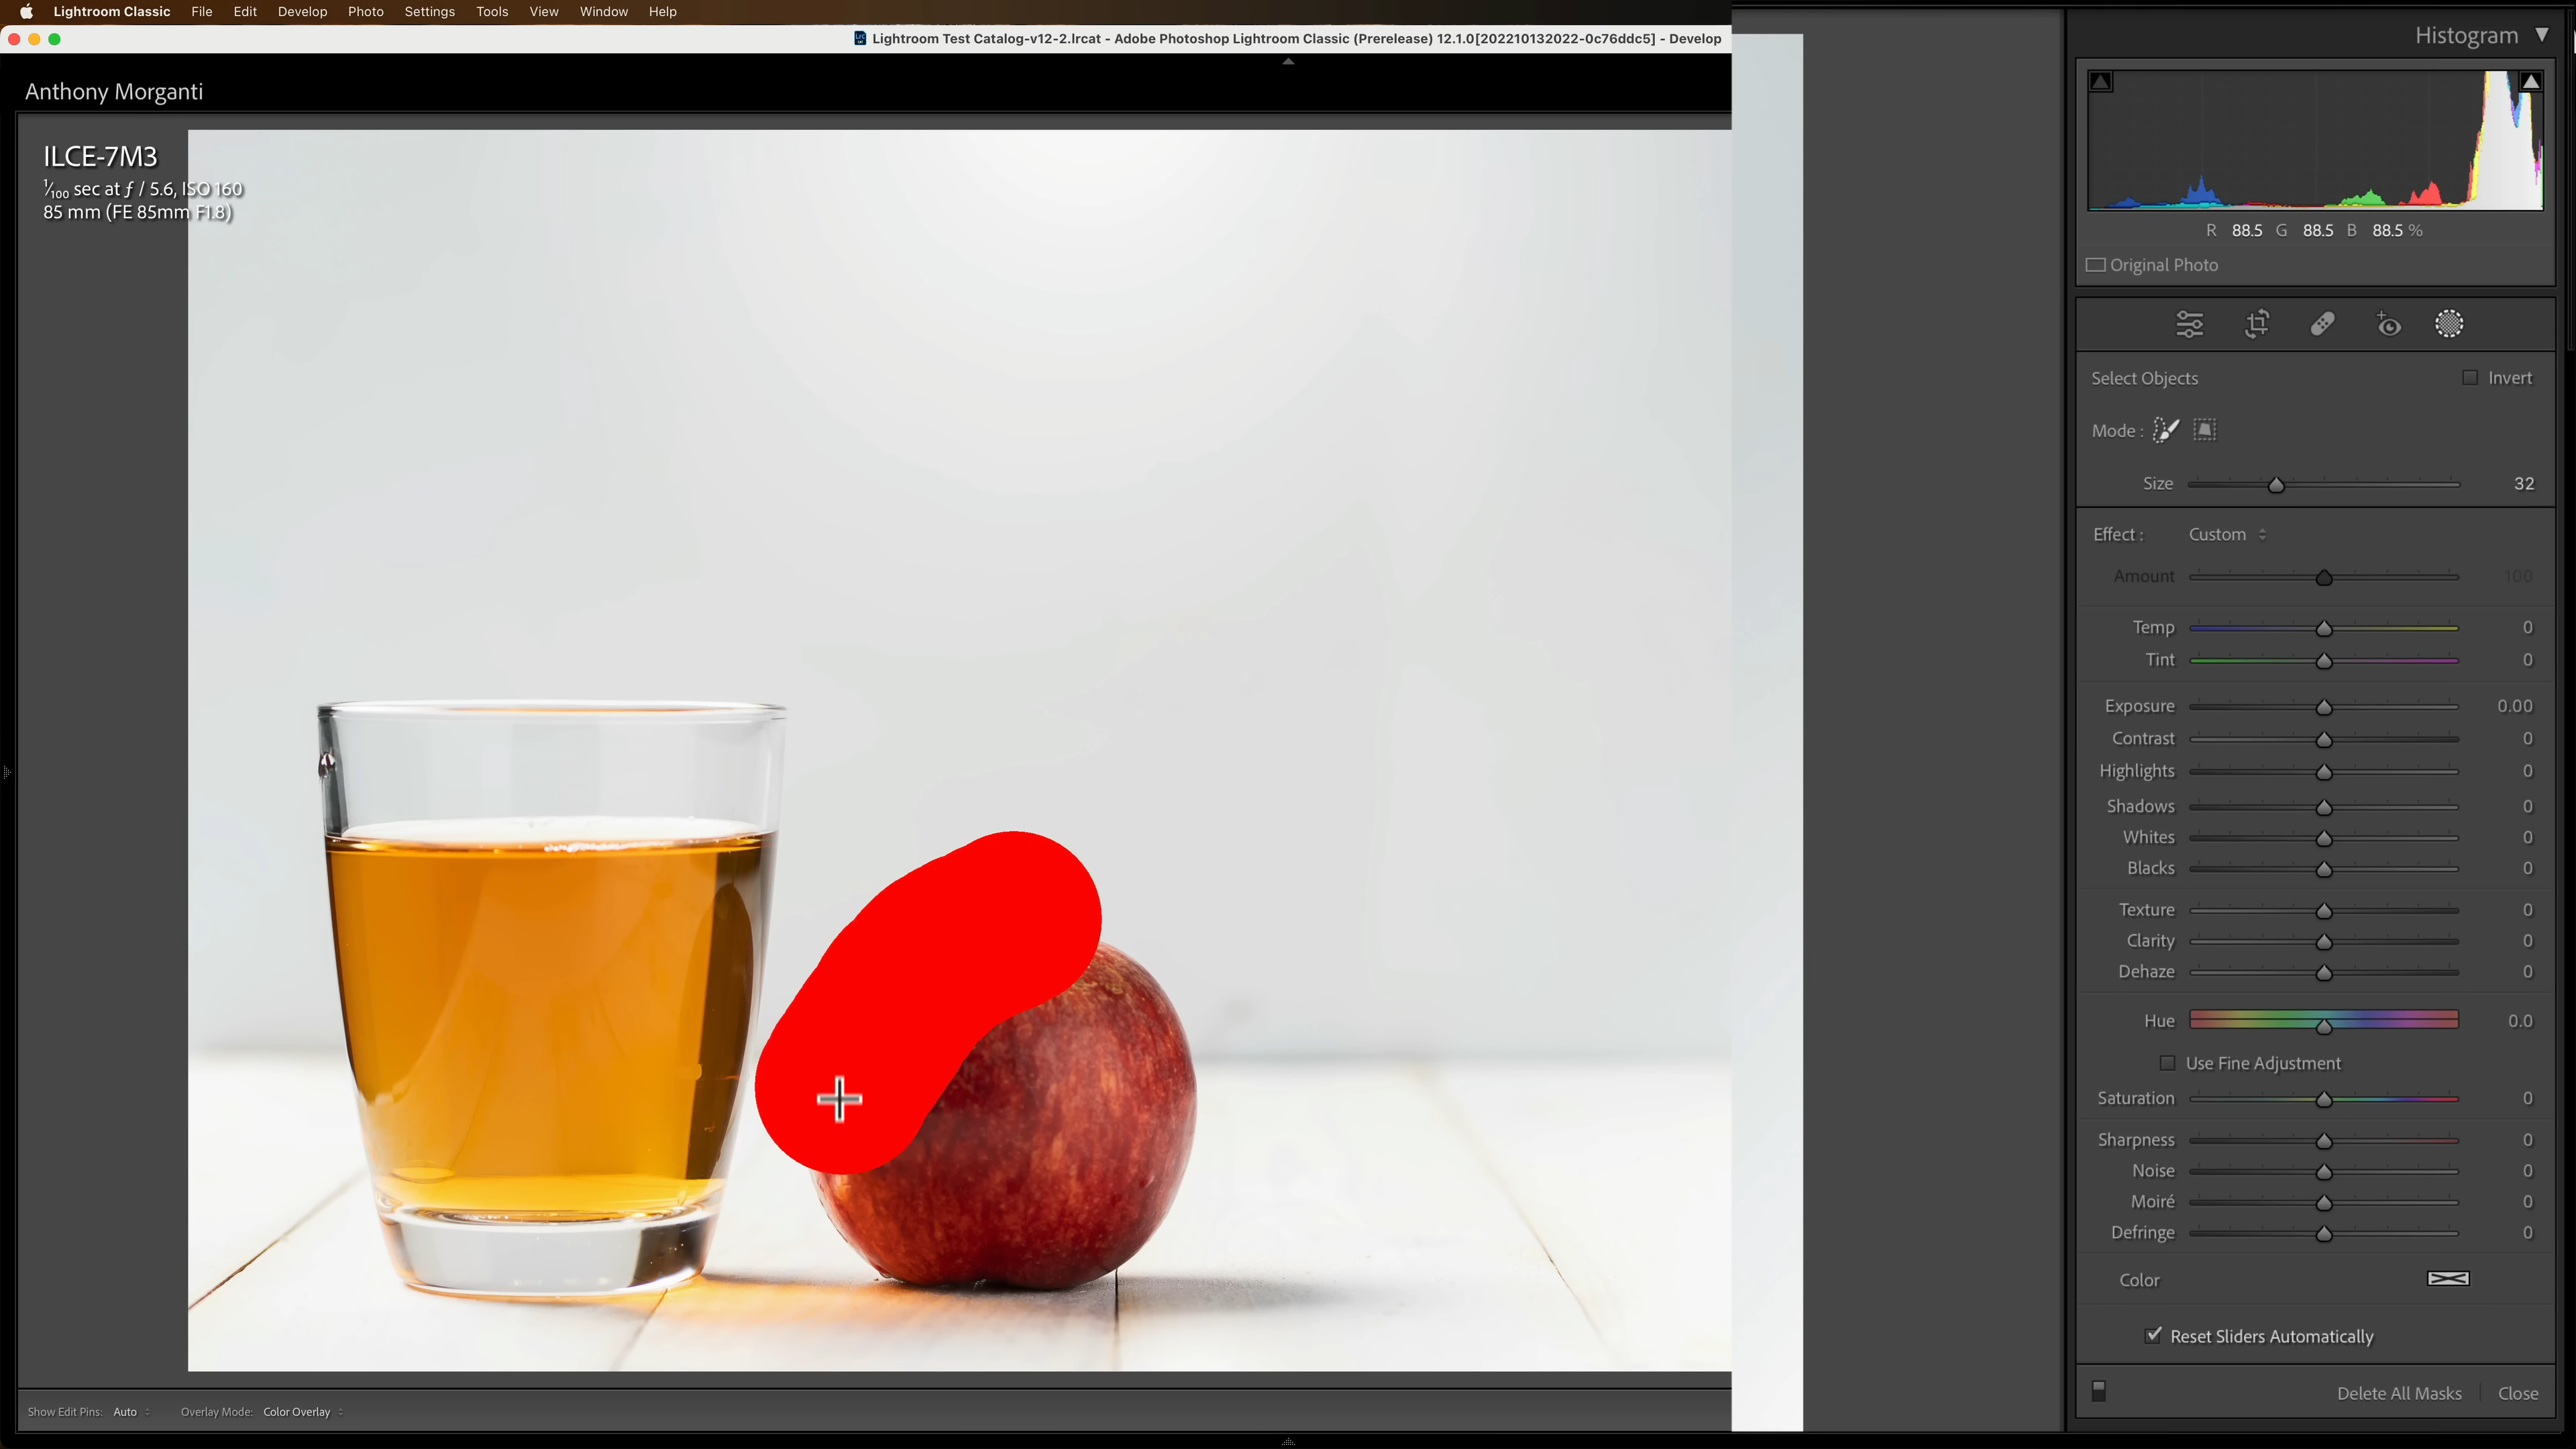 Lightroom Classic File Edit Develop Photo Settings Tools View Window Help
Lightroom Test Catalog-v12-2.lrcat - Adobe Photoshop Lightroom Classic (Prerelease) 12.1.0[202210132022-0c76ddc5] - Develop
Anthony Morganti
ILCE-7M3
1/100 sec at ƒ / 5.6, ISO 160
85 mm (FE 85mm F1.8)
Histogram
R 88.5 G 88.5 B 88.5 %
Original Photo
Select Objects Invert
Mode :
Size 32
Effect : Custom
Amount 100
Temp 0
Tint 0
Exposure 0.00
Contrast 0
Highlights 0
Shadows 0
Whites 0
Blacks 0
Texture 0
Clarity 0
Dehaze 0
Hue 0.0
Use Fine Adjustment
Saturation 0
Sharpness 0
Noise 0
Moiré 0
Defringe 0
Color
Reset Sliders Automatically
Delete All Masks Close
Show Edit Pins: Auto Overlay Mode: Color Overlay